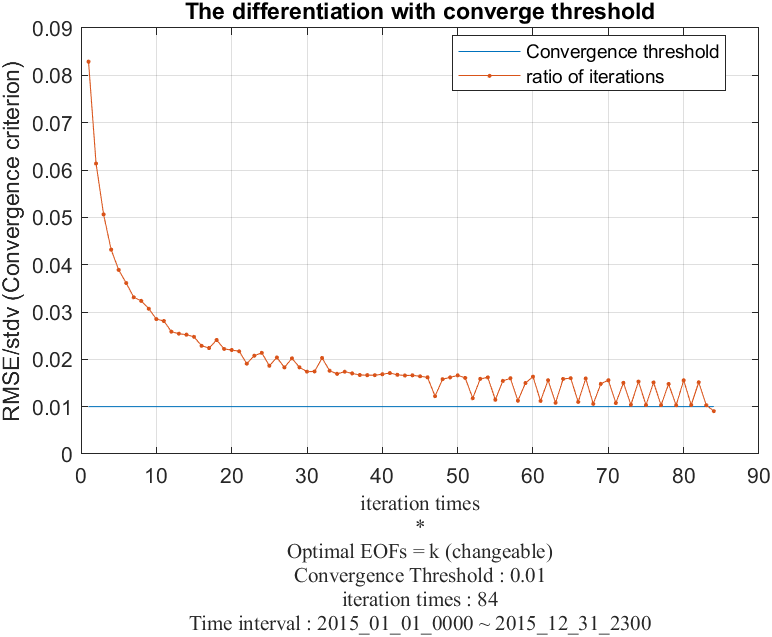 The differentiation with converge threshold
0.09
0.08
0.07
0.06
0.05
0.04
0.03
0.02
0.01
0
RMSE/stdv (Convergence criterion)
Convergence threshold
ratio of iterations
0 10 20 30 40 50 60 70 80 90
iteration times
*
Optimal EOFs = k (changeable)
Convergence Threshold : 0.01
iteration times : 84
Time interval : 2015_01_01_0000 ~ 2015_12_31_2300